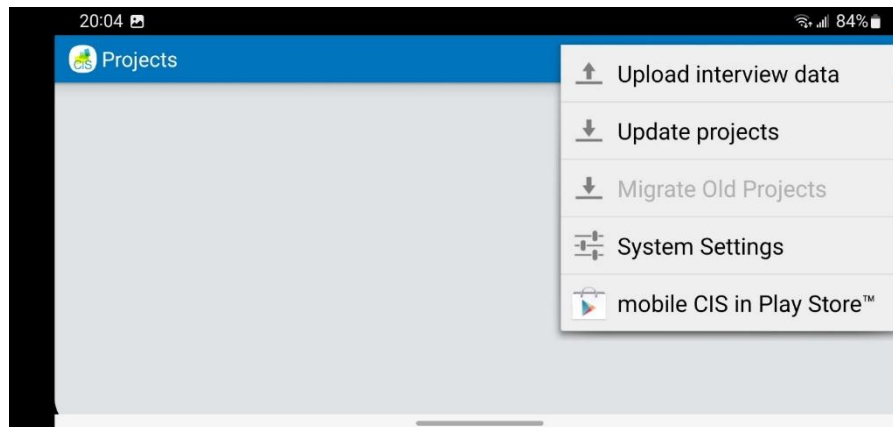 20:04 84%
CIS Projects
Upload interview data
Update projects
Migrate Old Projects
System Settings
mobile CIS in Play Store™